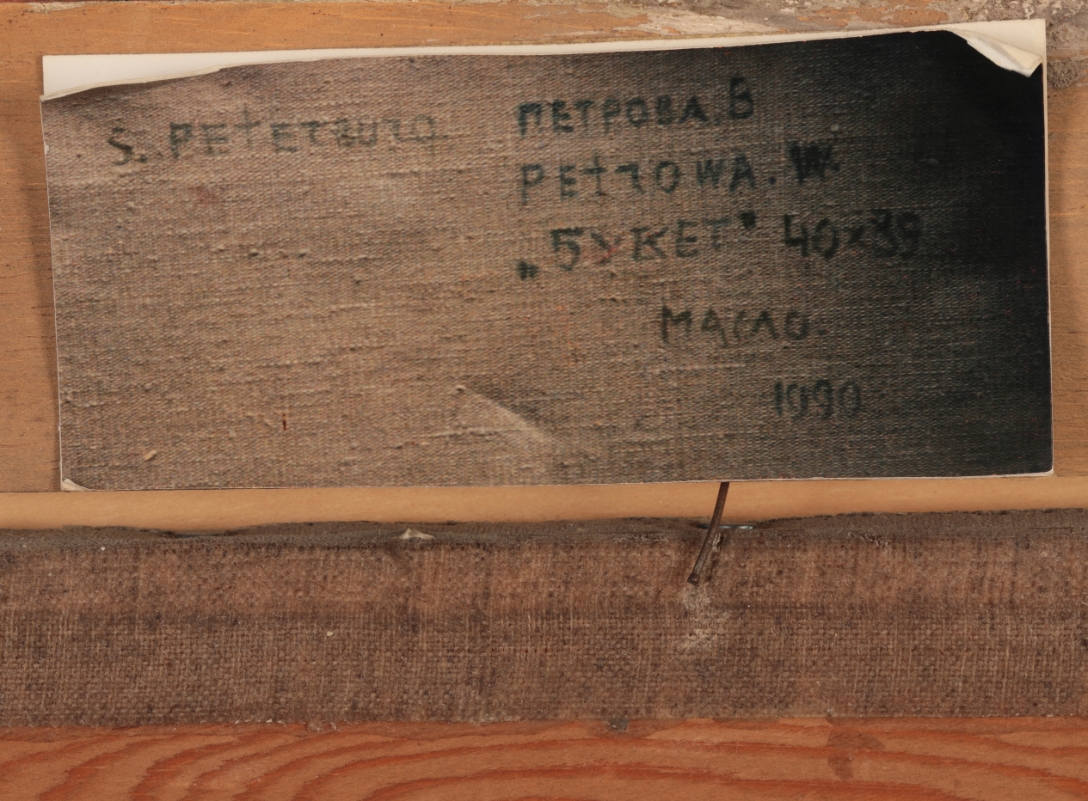 S. PEtERBURG
ПЕТРОВА. В
PEtROWA. W.
„БУКЕТ" 40×39
МАСЛО.
1990